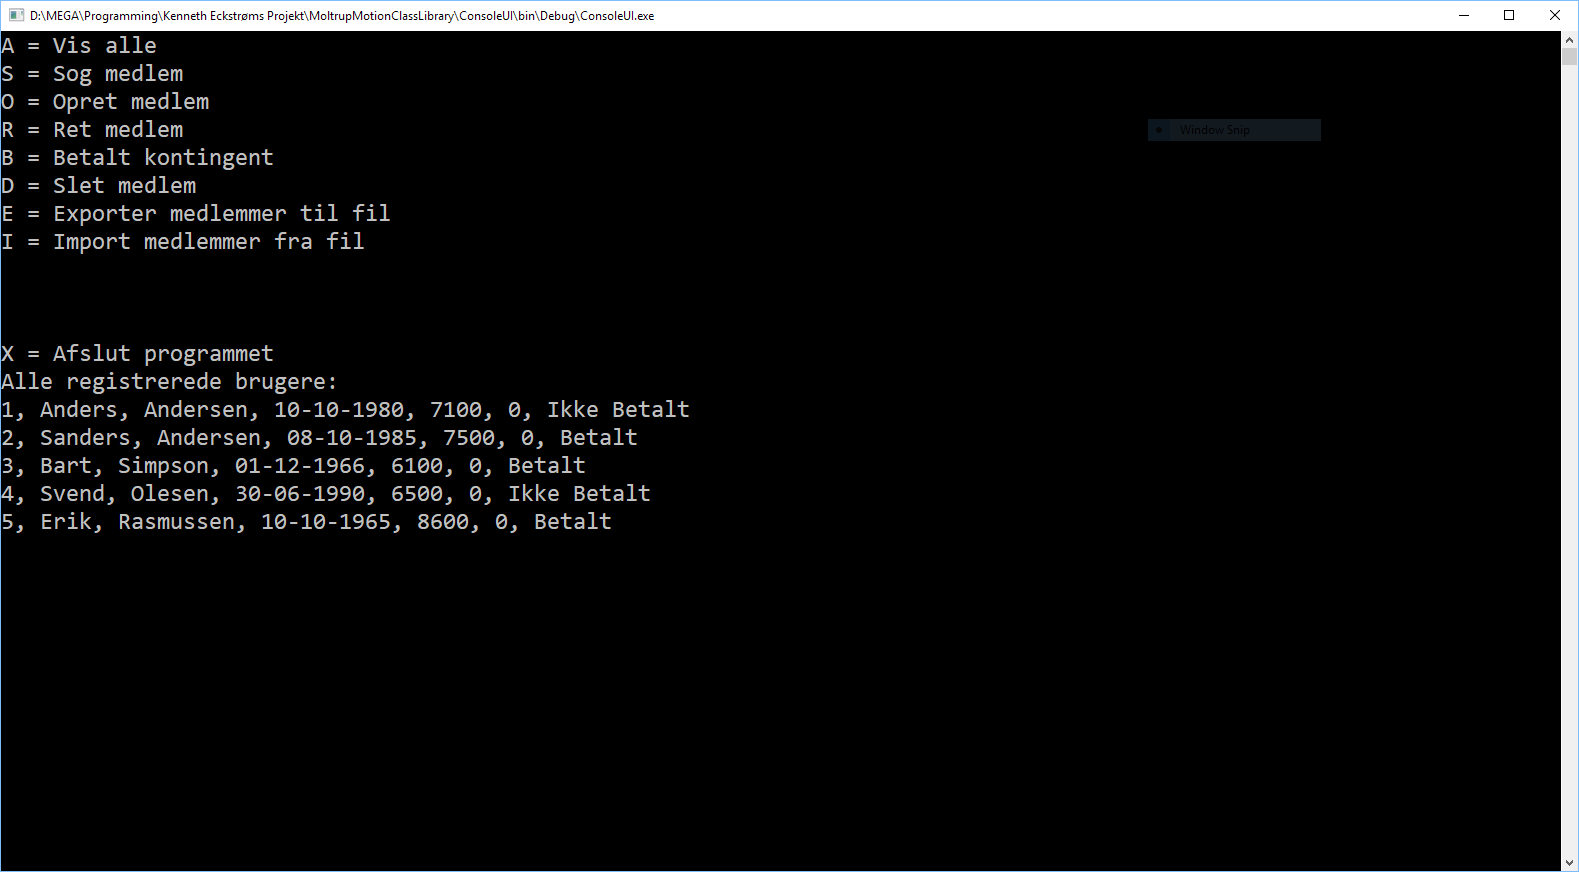 D:\MEGA\Programming\Kenneth Eckstrøms Projekt\MoltrupMotionClassLibrary\ConsoleUI\bin\Debug\ConsoleUI.exe
A = Vis alle
S = Sog medlem
O = Opret medlem
R = Ret medlem
Window Snip
B = Betalt kontingent
D = Slet medlem
E = Exporter medlemmer til fil
I = Import medlemmer fra fil
X = Afslut programmet
Alle registrerede brugere:
1, Anders, Andersen, 10-10-1980, 7100, 0, Ikke Betalt
2, Sanders, Andersen, 08-10-1985, 7500, 0, Betalt
3, Bart, Simpson, 01-12-1966, 6100, 0, Betalt
4, Svend, Olesen, 30-06-1990, 6500, 0, Ikke Betalt
5, Erik, Rasmussen, 10-10-1965, 8600, 0, Betalt